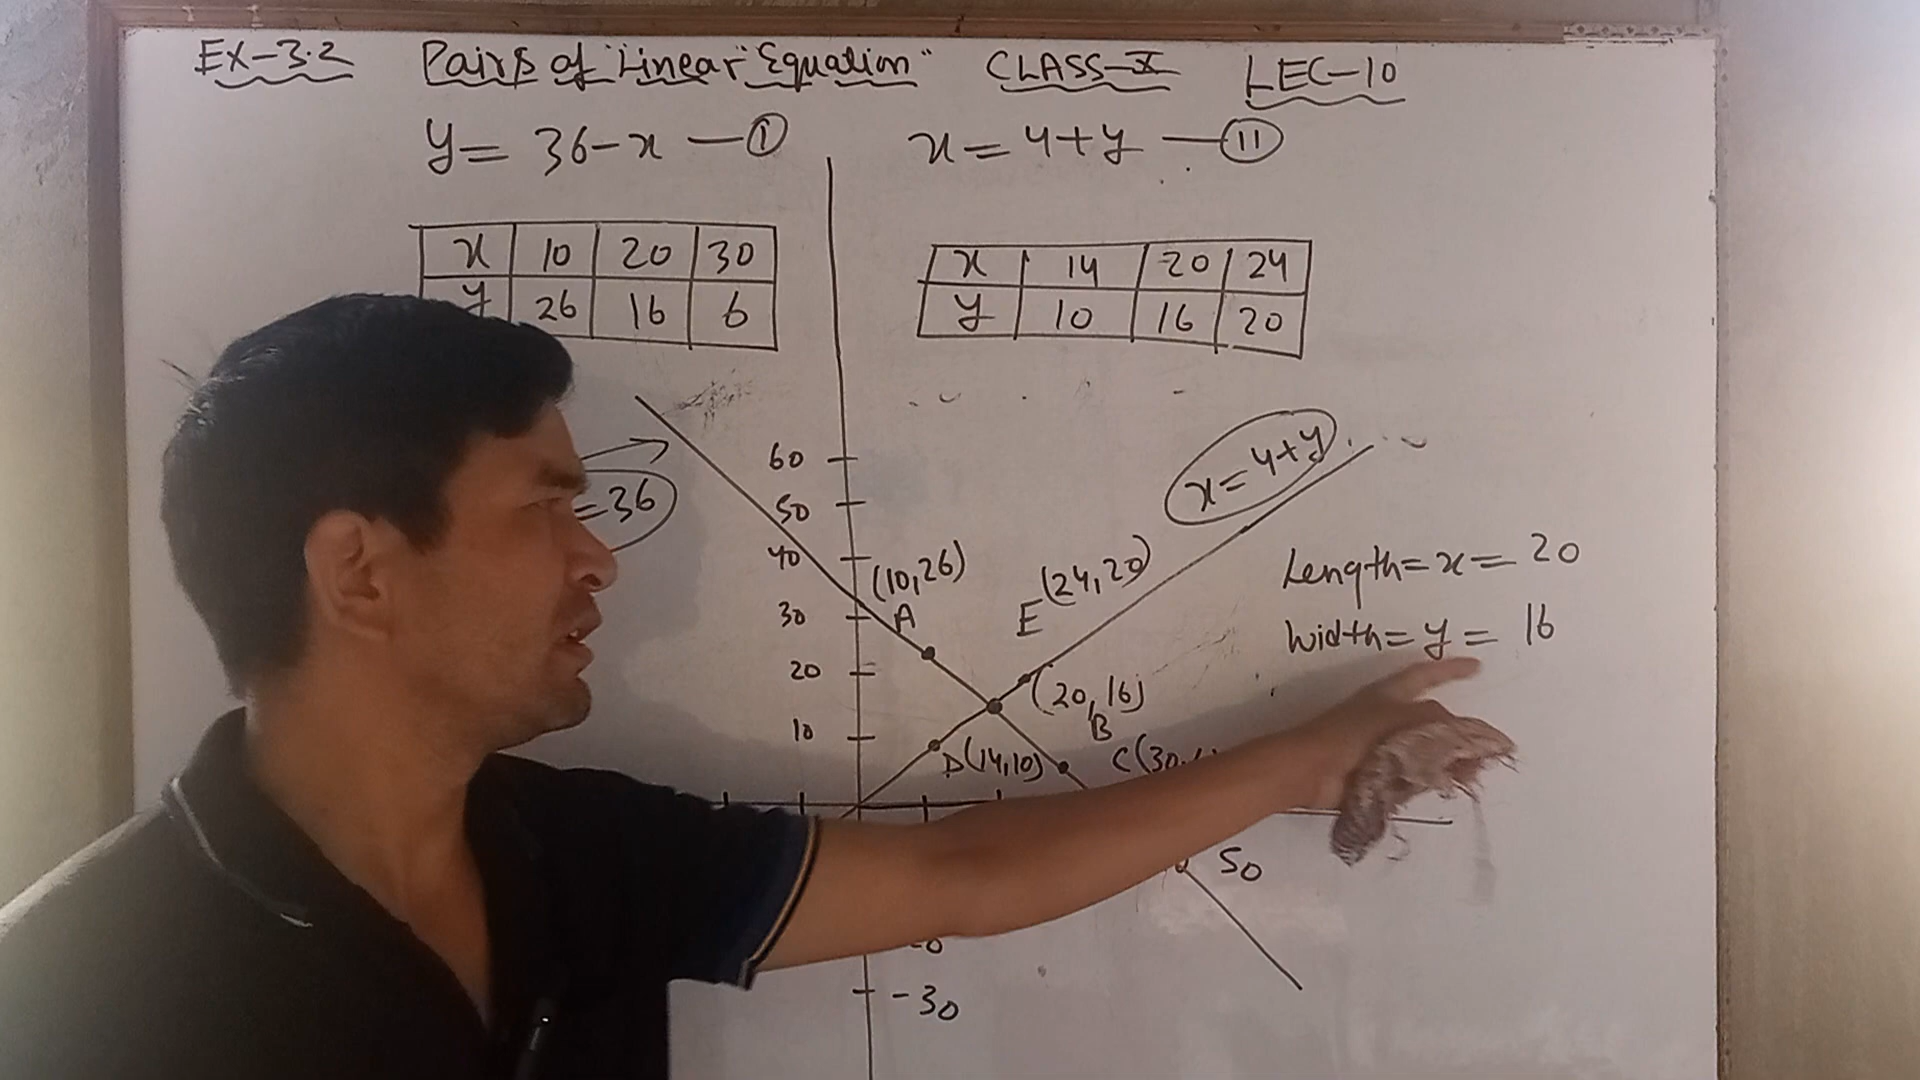 EX-3.2 Pairs of "Linear" Equation" CLASS-X LEC-10
y = 36-x —① x = 4+y —⑪
x 10 20 30
y 26 16 6
x 14 20 24
y 10 16 20
60
50
40
30
20
10
=36
x=4+y
(10,26)
A
(24,20)
E
(20,16)
B
D(14,10)
C(30,
Length = x = 20
Width = y = 16
50
-30